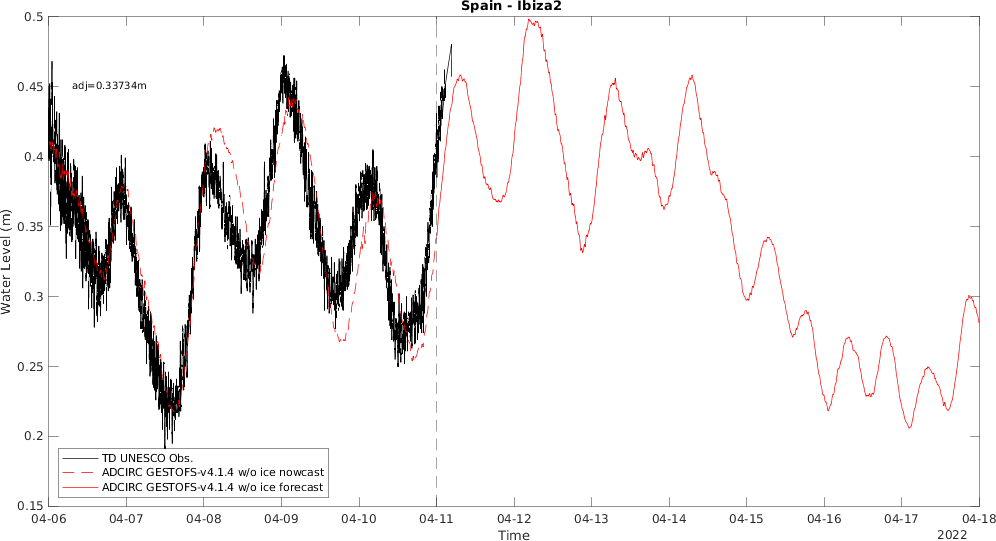 Spain - Ibiza2
0.5
0.45
0.4
0.35
0.3
0.25
0.2
0.15
Water Level (m)
adj=0.33734m
TD UNESCO Obs.
ADCIRC GESTOFS-v4.1.4 w/o ice nowcast
ADCIRC GESTOFS-v4.1.4 w/o ice forecast
04-06 04-07 04-08 04-09 04-10 04-11 04-12 04-13 04-14 04-15 04-16 04-17 04-18
Time
2022